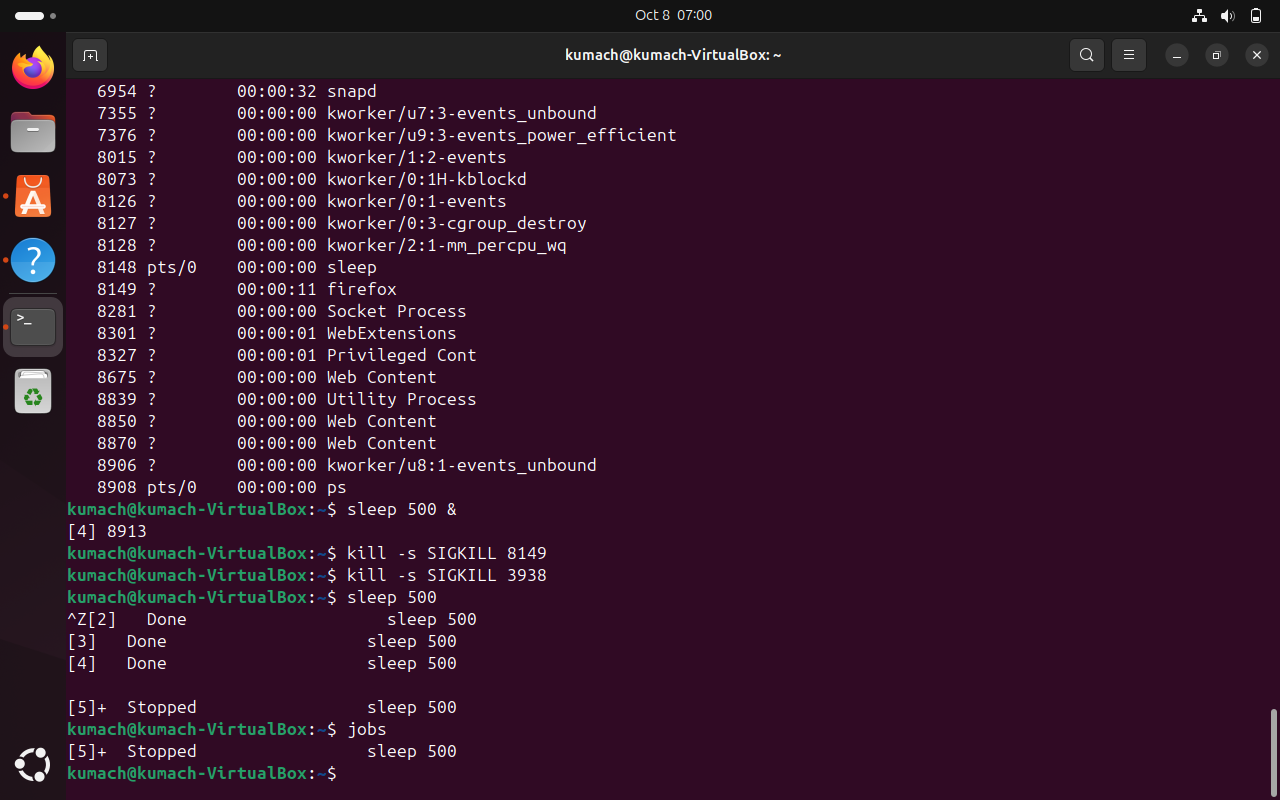 Oct 8 07:00
kumach@kumach-VirtualBox: ~
6954 ? 00:00:32 snapd
7355 ? 00:00:00 kworker/u7:3-events_unbound
7376 ? 00:00:00 kworker/u9:3-events_power_efficient
8015 ? 00:00:00 kworker/1:2-events
8073 ? 00:00:00 kworker/0:1H-kblockd
8126 ? 00:00:00 kworker/0:1-events
8127 ? 00:00:00 kworker/0:3-cgroup_destroy
8128 ? 00:00:00 kworker/2:1-mm_percpu_wq
8148 pts/0 00:00:00 sleep
8149 ? 00:00:11 firefox
8281 ? 00:00:00 Socket Process
8301 ? 00:00:01 WebExtensions
8327 ? 00:00:01 Privileged Cont
8675 ? 00:00:00 Web Content
8839 ? 00:00:00 Utility Process
8850 ? 00:00:00 Web Content
8870 ? 00:00:00 Web Content
8906 ? 00:00:00 kworker/u8:1-events_unbound
8908 pts/0 00:00:00 ps
kumach@kumach-VirtualBox:~$ sleep 500 &
[4] 8913
kumach@kumach-VirtualBox:~$ kill -s SIGKILL 8149
kumach@kumach-VirtualBox:~$ kill -s SIGKILL 3938
kumach@kumach-VirtualBox:~$ sleep 500
^Z[2] Done sleep 500
[3] Done sleep 500
[4] Done sleep 500
[5]+ Stopped sleep 500
kumach@kumach-VirtualBox:~$ jobs
[5]+ Stopped sleep 500
kumach@kumach-VirtualBox:~$